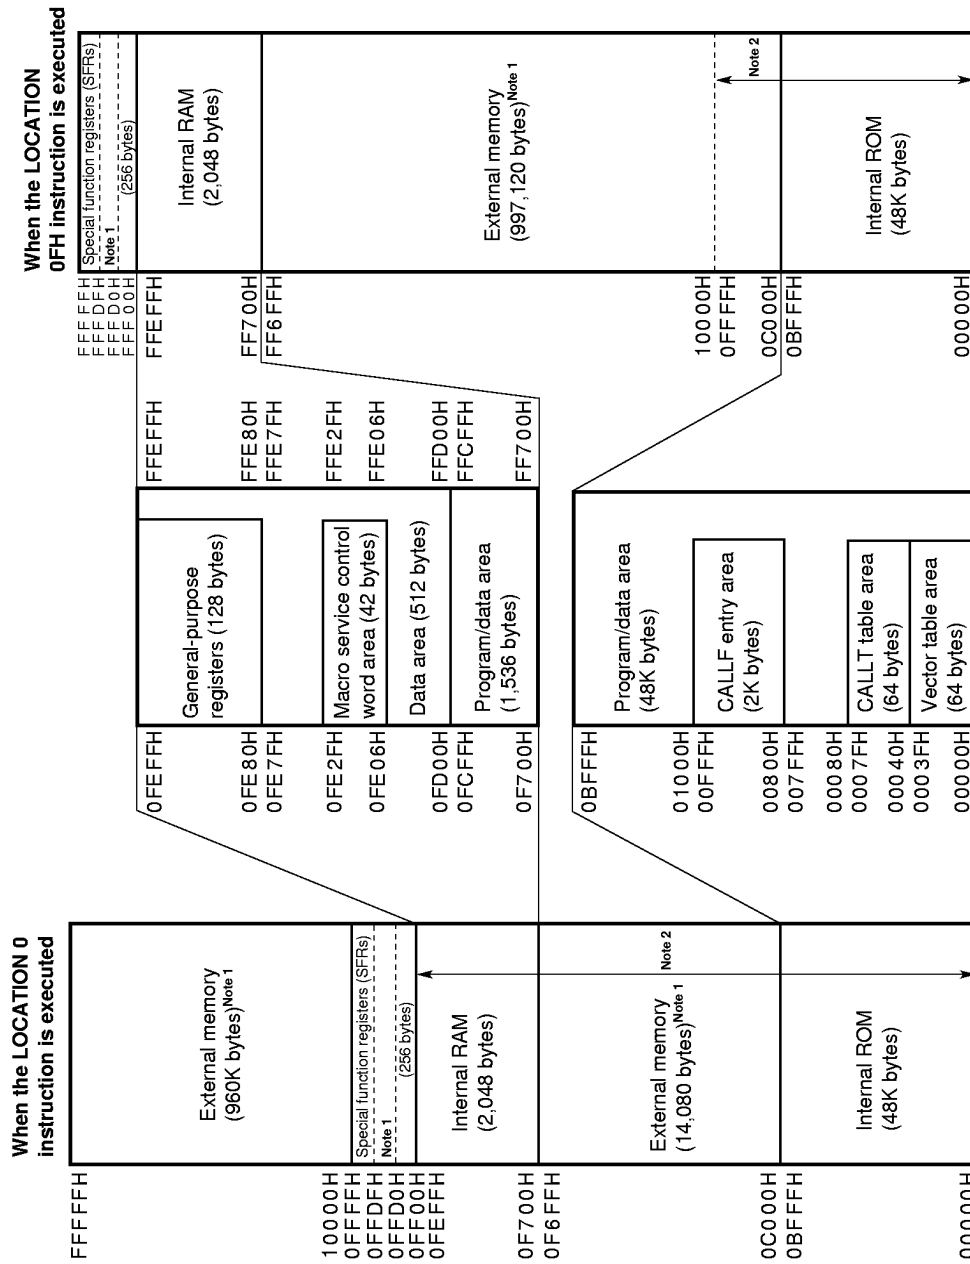 When the LOCATION 0
instruction is executed
FFFFFH
10000H
0FFFFH
0FFDFH
0FFD0H
0FF00H
0FEFFH
0F700H
0F6FFH
0C000H
0BFFFH
00000H
External memory
(960K bytes)Note 1
Special function registers (SFRs)
Note 1
(256 bytes)
Internal RAM
(2,048 bytes)
External memory
(14,080 bytes)Note 1
Note 2
Internal ROM
(48K bytes)
0FEFFH
0FE80H
0FE7FH
0FE2FH
0FE06H
0FD00H
0FCFFH
0F700H
General-purpose
registers (128 bytes)
Macro service control
word area (42 bytes)
Data area (512 bytes)
Program/data area
(1,536 bytes)
FFEFFH
FFE80H
FFE7FH
FFE2FH
FFE06H
FFD00H
FFCFFH
FF700H
0BFFFH
01000H
00FFFH
00800H
007FFH
00080H
0007FH
00040H
0003FH
00000H
Program/data area
(48K bytes)
CALLF entry area
(2K bytes)
CALLT table area
(64 bytes)
Vector table area
(64 bytes)
When the LOCATION
0FH instruction is executed
FFFFFH
FFFDFH
FFFD0H
FFF00H
FFEFFH
FF700H
FF6FFH
10000H
0FFFFH
0C000H
0BFFFH
00000H
Special function registers (SFRs)
Note 1
(256 bytes)
Internal RAM
(2,048 bytes)
External memory
(997,120 bytes)Note 1
Note 2
Internal ROM
(48K bytes)